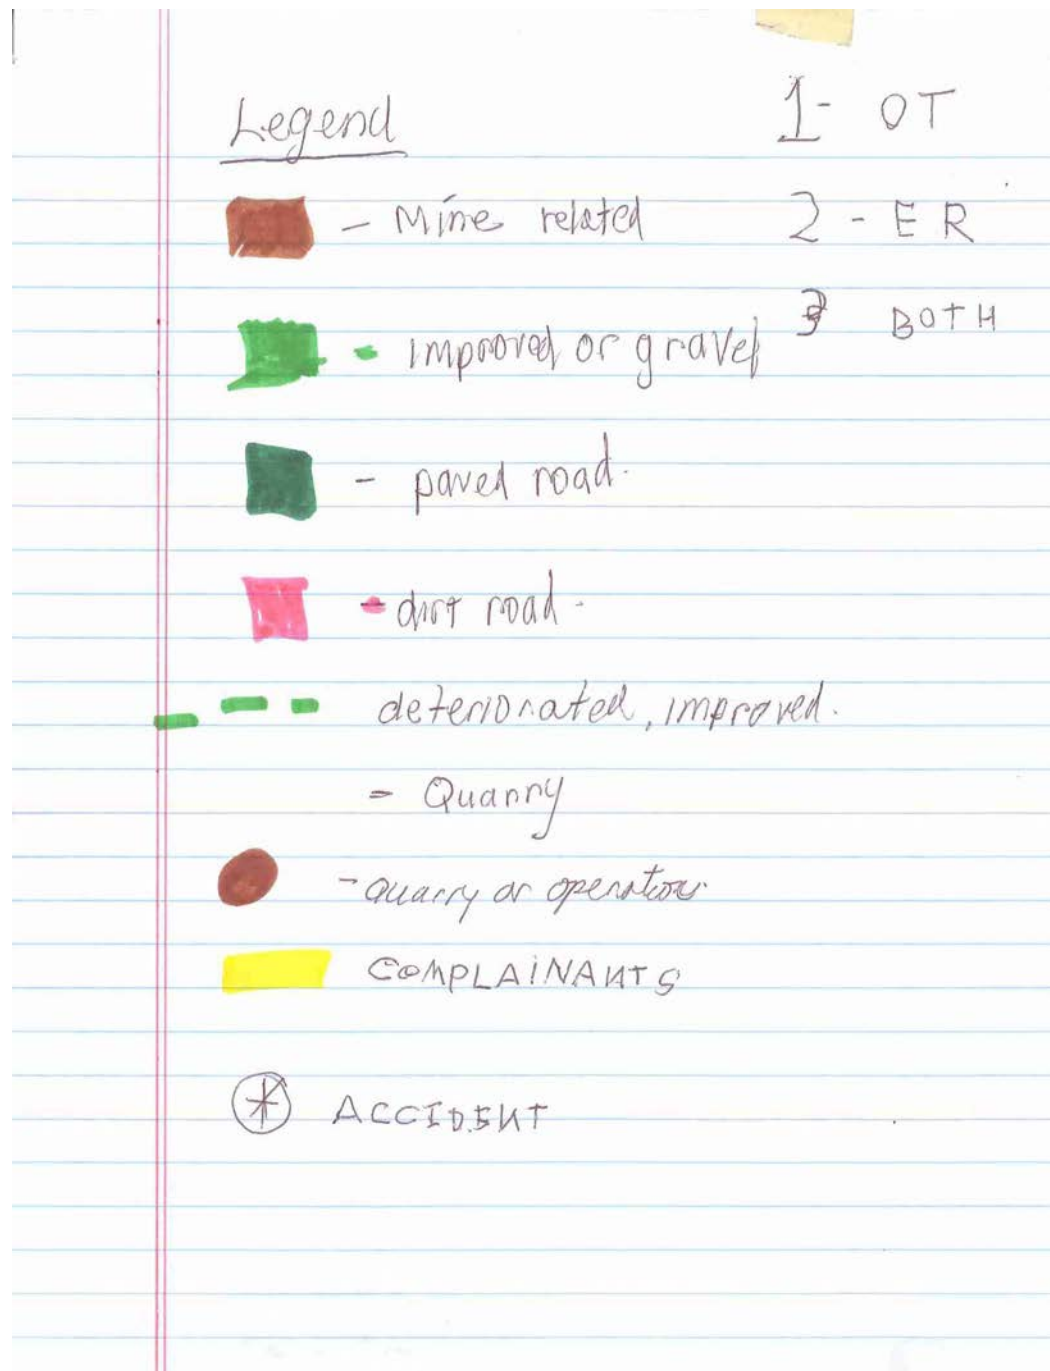 Legend
1- OT
- Mine related
2 - ER
- improved or gravel
3 BOTH
- paved road.
- dirt road -
deteriorated, improved.
- Quarry
- quarry or operation
COMPLAINANTS
* ACCIDENT